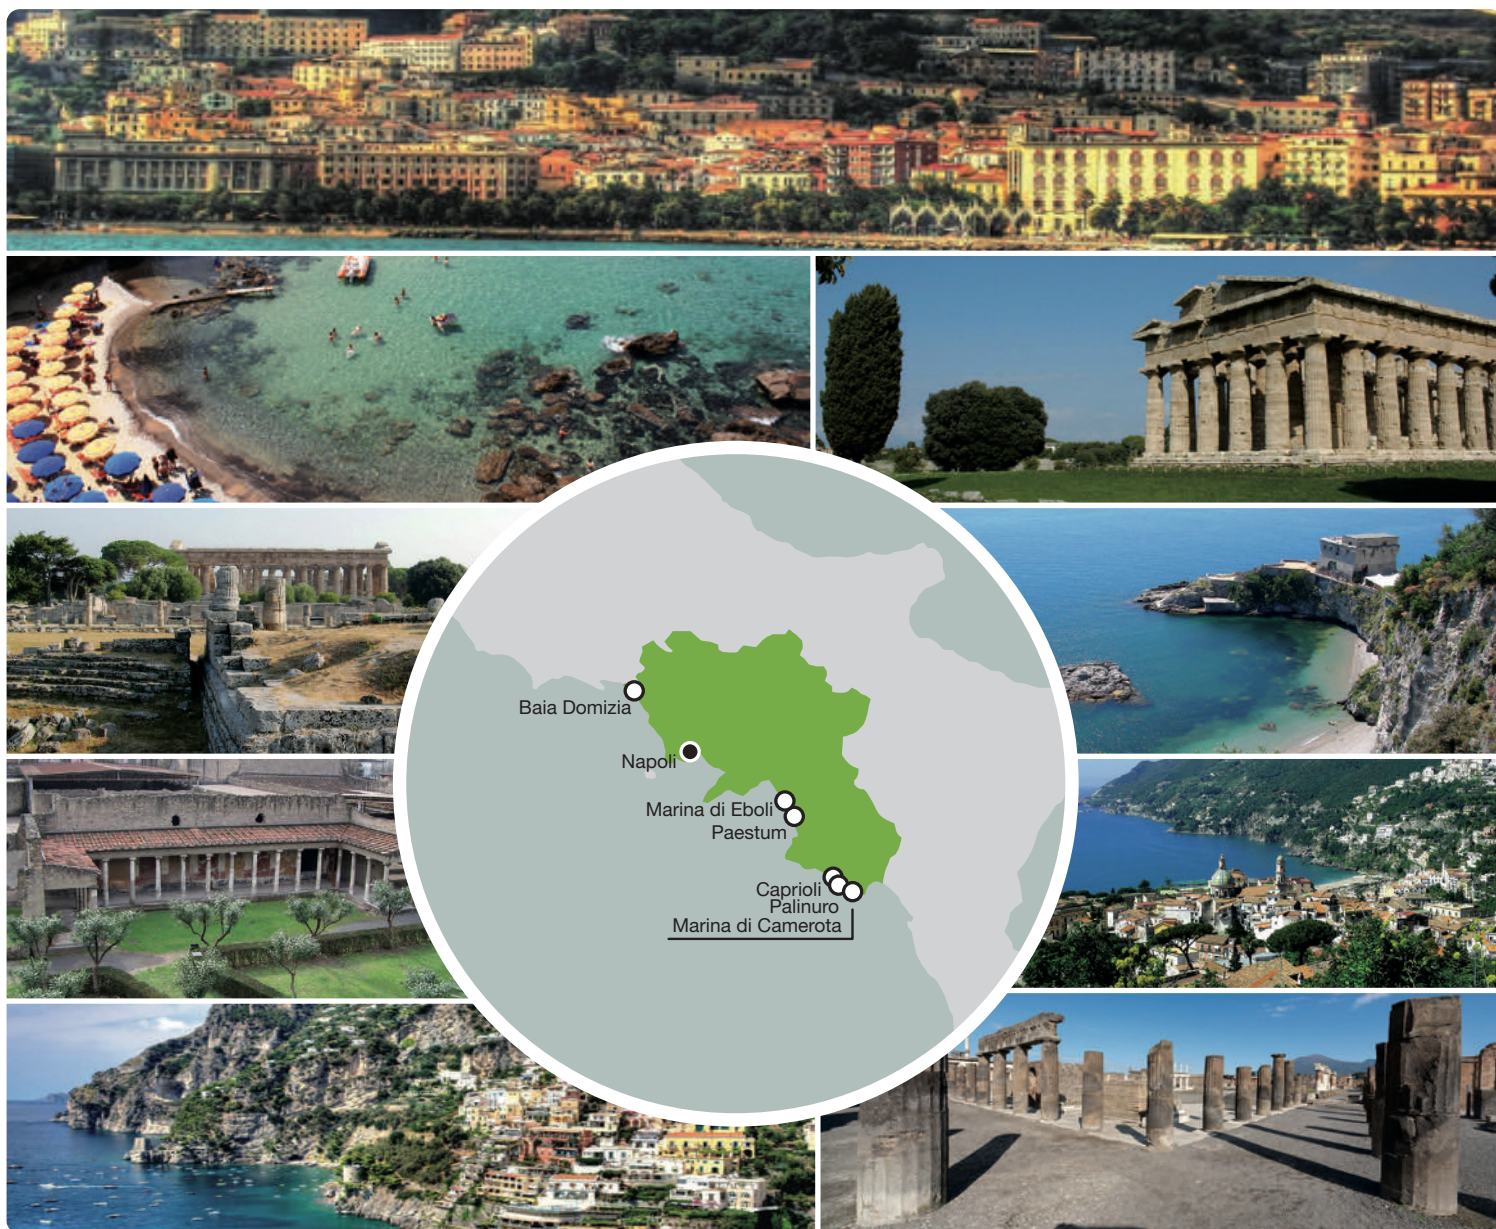 Baia Domizia
Napoli
Marina di Eboli
Paestum
Caprioli
Palinuro
Marina di Camerota